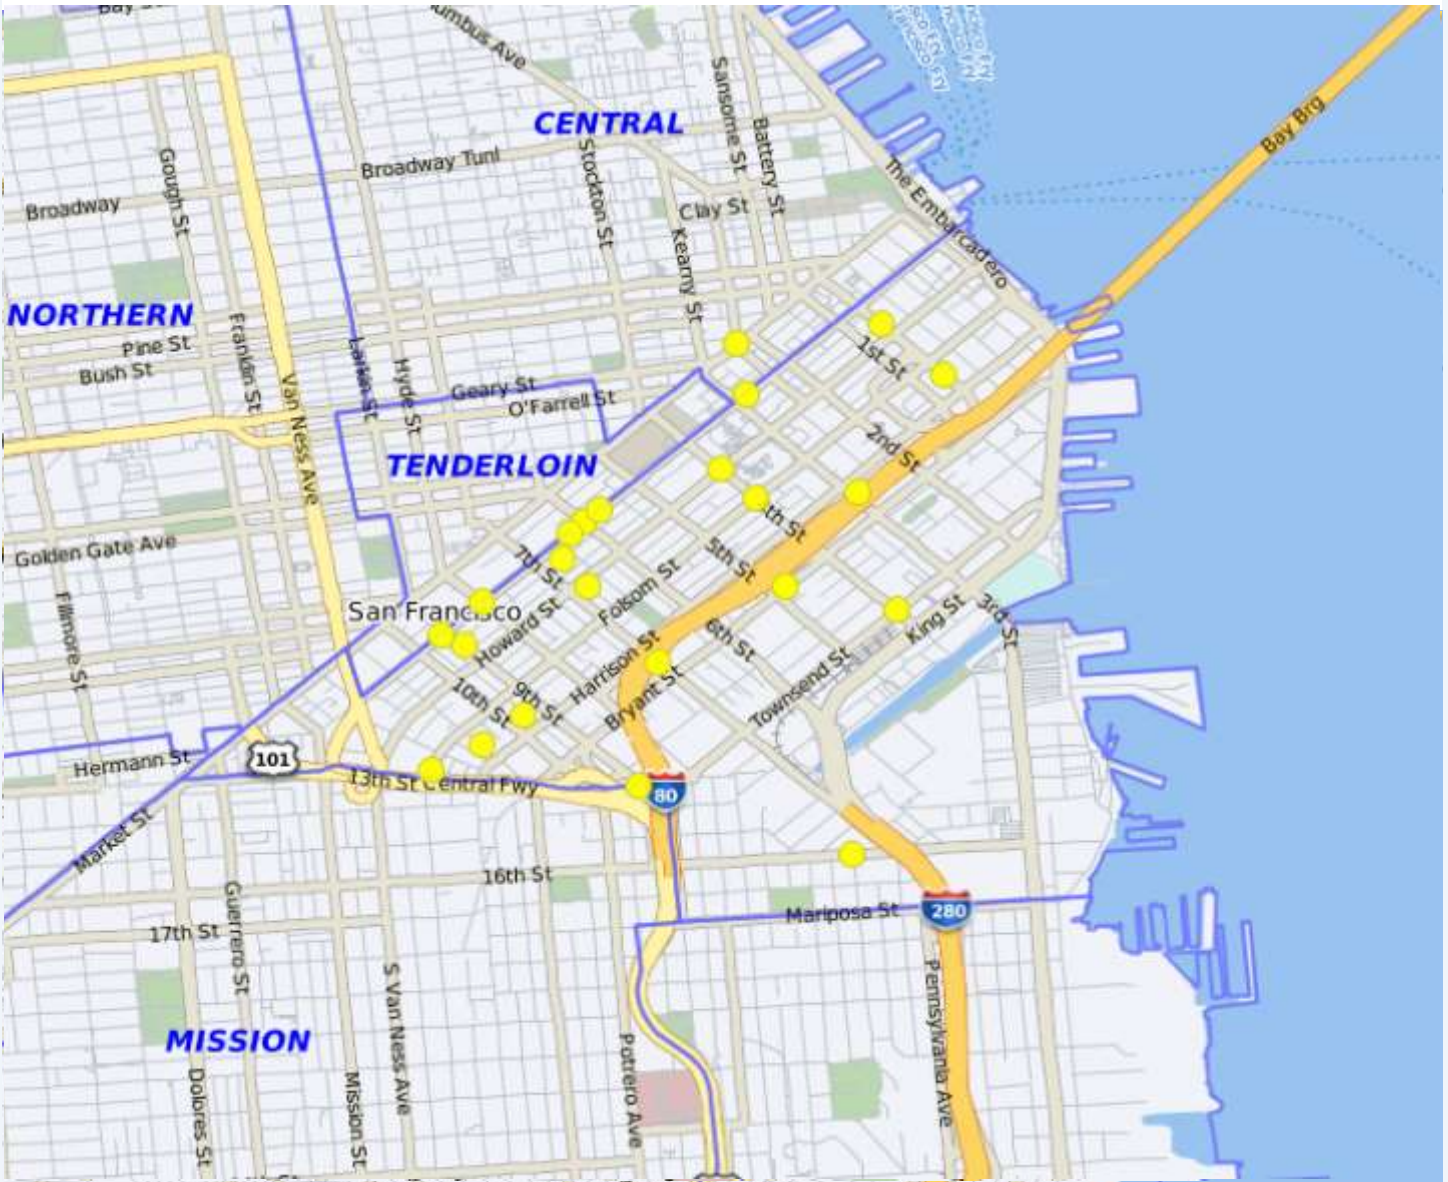 Columbus Ave
Sansome St
Battery St
CENTRAL
Stockton St
Broadway Tunl
Gough St
Broadway
Clay St
Kearny St
The Embarcadero
Bay Brg
NORTHERN
Pine St
Bush St
Franklin St
Van Ness Ave
Larkin St
Hyde St
Geary St
O'Farrell St
1st St
2nd St
TENDERLOIN
Golden Gate Ave
th St
5th St
7th St
Folsom St
San Francisco
Howard St
Fillmore St
6th St
King St
3rd St
Harrison St
Bryant St
Townsend St
10th St
9th St
Hermann St
101
13th St
Central Fwy
80
Market St
16th St
Guerrero St
17th St
Mariposa St
280
S Van Ness Ave
Pennsylvania Ave
MISSION
Potrero Ave
Dolores St
Mission St